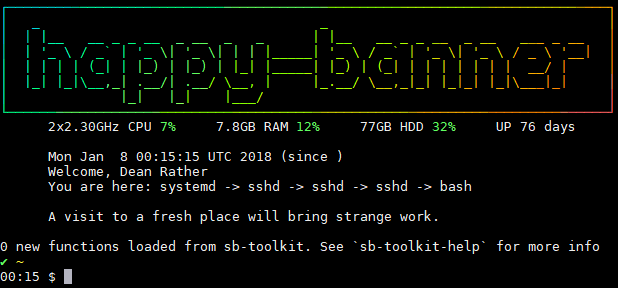 happy-banner
2x2.30GHz CPU 7% 7.8GB RAM 12% 77GB HDD 32% UP 76 days
Mon Jan  8 00:15:15 UTC 2018 (since )
Welcome, Dean Rather
You are here: systemd -> sshd -> sshd -> sshd -> bash
A visit to a fresh place will bring strange work.
0 new functions loaded from sb-toolkit. See `sb-toolkit-help` for more info
✔ ~
00:15 $